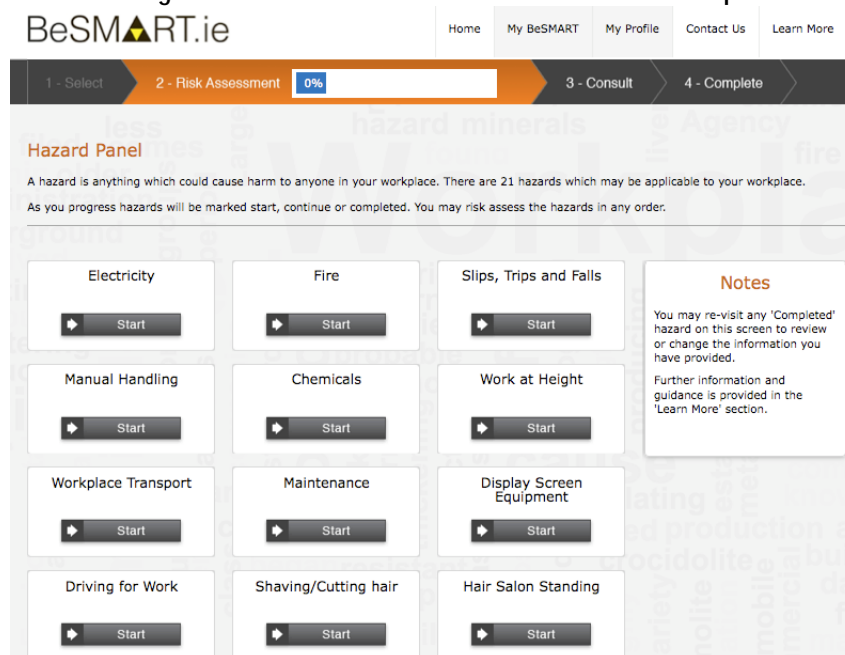 BeSMART.ie
Home
My BeSMART
My Profile
Contact Us
Learn More
1 - Select
2 - Risk Assessment
0%
3 - Consult
4 - Complete
Hazard Panel
A hazard is anything which could cause harm to anyone in your workplace. There are 21 hazards which may be applicable to your workplace.
As you progress hazards will be marked start, continue or completed. You may risk assess the hazards in any order.
Electricity
Start
Fire
Start
Slips, Trips and Falls
Start
Manual Handling
Start
Chemicals
Start
Work at Height
Start
Workplace Transport
Start
Maintenance
Start
Display Screen
Equipment
Start
Driving for Work
Start
Shaving/Cutting hair
Start
Hair Salon Standing
Start
Notes
You may re-visit any 'Completed'
hazard on this screen to review
or change the information you
have provided.
Further information and
guidance is provided in the
'Learn More' section.